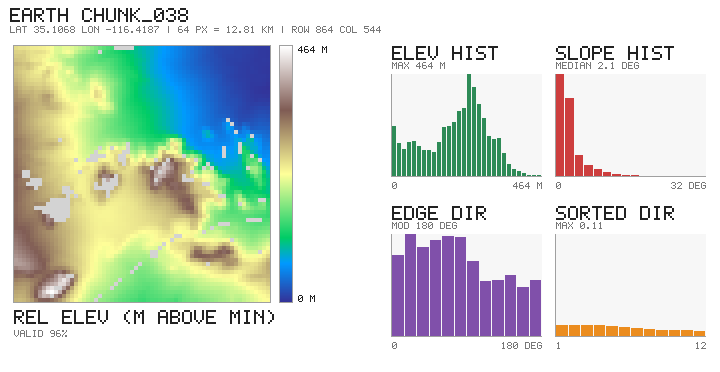 EARTH CHUNK_038
LAT 35.1068 LON -116.4187 | 64 PX = 12.81 KM | ROW 864 COL 544
464 M
0 M
REL ELEV (M ABOVE MIN)
VALID 96%
ELEV HIST
MAX 464 M
0 464 M
SLOPE HIST
MEDIAN 2.1 DEG
0 32 DEG
EDGE DIR
MOD 180 DEG
0 180 DEG
SORTED DIR
MAX 0.11
1 12